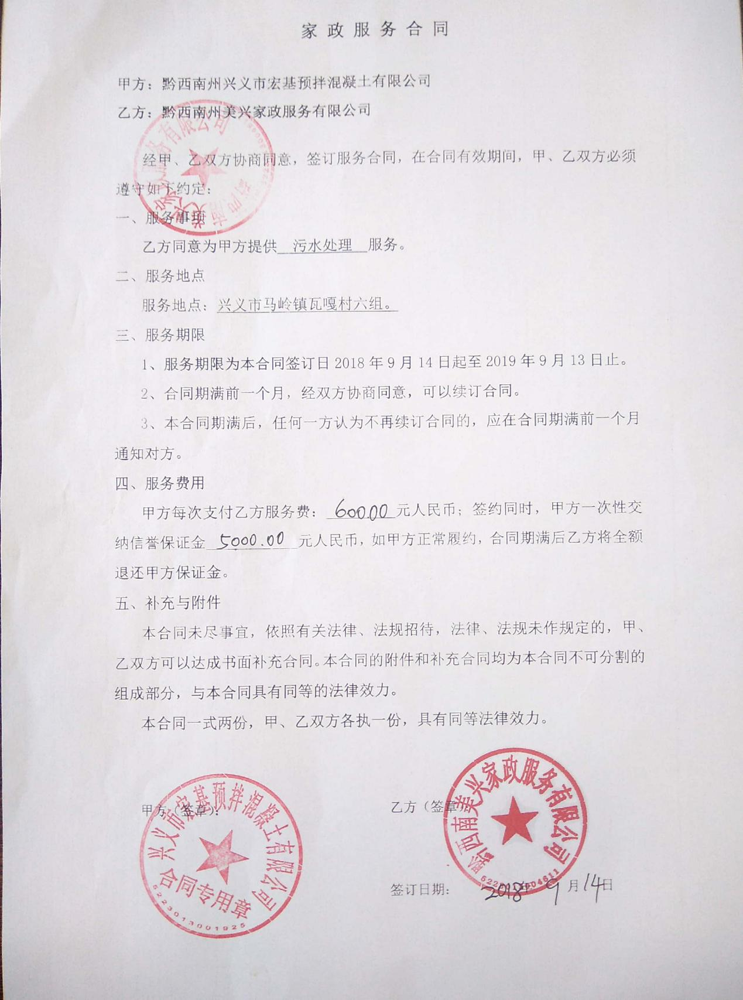 家政服务合同
甲方：黔西南州兴义市宏基预拌混凝土有限公司
乙方：黔西南州美兴家政服务有限公司
经甲、乙双方协商同意，签订服务合同，在合同有效期间，甲、乙双方必须
遵守如下约定：
一、服务事项
乙方同意为甲方提供 污水处理 服务。
二、服务地点
服务地点：兴义市马岭镇瓦嘎村六组。
三、服务期限
1、服务期限为本合同签订日 2018 年 9 月 14 日起至 2019 年 9 月 13 日止。
2、合同期满前一个月，经双方协商同意，可以续订合同。
3、本合同期满后，任何一方认为不再续订合同的，应在合同期满前一个月
通知对方。
四、服务费用
甲方每次支付乙方服务费： 600.00 元人民币；签约同时，甲方一次性交
纳信誉保证金 5000.00 元人民币，如甲方正常履约，合同期满后乙方将全额
退还甲方保证金。
五、补充与附件
本合同未尽事宜，依照有关法律、法规招待，法律、法规未作规定的，甲、
乙双方可以达成书面补充合同。本合同的附件和补充合同均为本合同不可分割的
组成部分，与本合同具有同等的法律效力。
本合同一式两份，甲、乙双方各执一份，具有同等法律效力。
甲方（签章）：
兴义市宏基预拌混凝土有限公司
合同专用章
5223013001925
乙方（签章）
黔西南美兴家政服务有限公司
签订日期： 2018年 9 月 14日